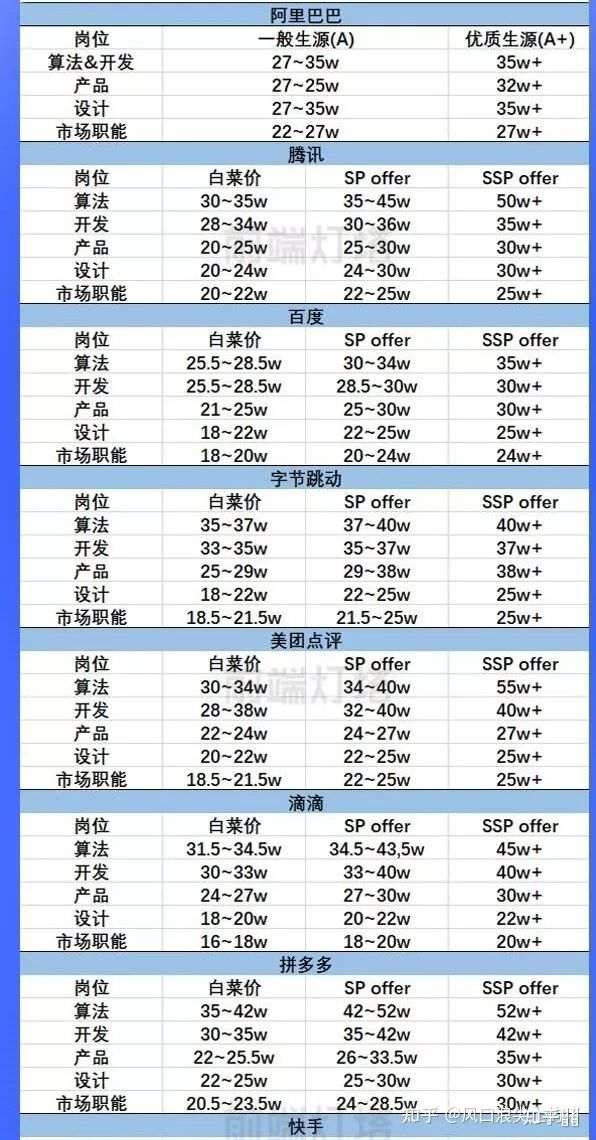 阿里巴巴
岗位 一般生源(A) 优质生源(A+)
算法&开发 27~35w 35w+
产品 27~25w 32w+
设计 27~35w 35w+
市场职能 22~27w 27w+
腾讯
岗位 白菜价 SP offer SSP offer
算法 30~35w 35~45w 50w+
开发 28~34w 30~36w 35w+
产品 20~25w 25~30w 30w+
设计 20~24w 24~30w 30w+
市场职能 20~22w 22~25w 25w+
百度
岗位 白菜价 SP offer SSP offer
算法 25.5~28.5w 30~34w 35w+
开发 25.5~28.5w 28.5~30w 30w+
产品 21~25w 25~30w 30w+
设计 18~22w 22~25w 25w+
市场职能 18~20w 20~24w 24w+
字节跳动
岗位 白菜价 SP offer SSP offer
算法 35~37w 37~40w 40w+
开发 33~35w 35~37w 37w+
产品 25~29w 29~38w 38w+
设计 18~22w 22~25w 25w+
市场职能 18.5~21.5w 21.5~25w 25w+
美团点评
岗位 白菜价 SP offer SSP offer
算法 30~34w 34~40w 55w+
开发 28~38w 32~40w 40w+
产品 22~24w 24~27w 27w+
设计 20~22w 22~25w 25w+
市场职能 18.5~21.5w 22~25w 25w+
滴滴
岗位 白菜价 SP offer SSP offer
算法 31.5~34.5w 34.5~43,5w 45w+
开发 30~33w 33~40w 40w+
产品 24~27w 27~30w 30w+
设计 18~20w 20~22w 22w+
市场职能 16~18w 18~20w 20w+
拼多多
岗位 白菜价 SP offer SSP offer
算法 35~42w 42~52w 52w+
开发 30~35w 35~42w 42w+
产品 22~25.5w 26~33.5w 35w+
设计 22~25w 25~30w 30w+
市场职能 20.5~23.5w 24~28.5w 30w+
知乎 @风口浪尖
快手